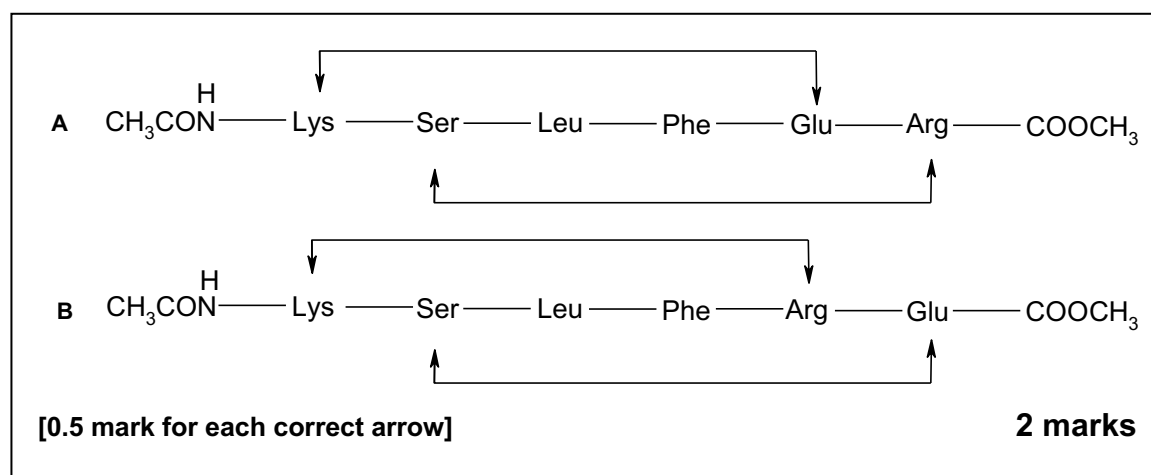 H
A CH₃CON Lys Ser Leu Phe Glu Arg COOCH₃
H
B CH₃CON Lys Ser Leu Phe Arg Glu COOCH₃
[0.5 mark for each correct arrow] 2 marks